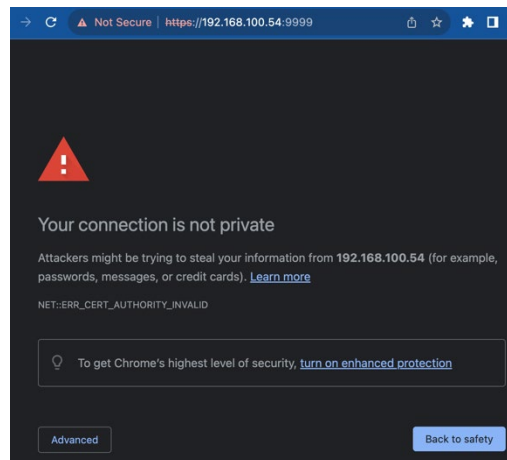 Not Secure | https://192.168.100.54:9999
Your connection is not private
Attackers might be trying to steal your information from 192.168.100.54 (for example,
passwords, messages, or credit cards). Learn more
NET::ERR_CERT_AUTHORITY_INVALID
To get Chrome's highest level of security, turn on enhanced protection
Advanced
Back to safety